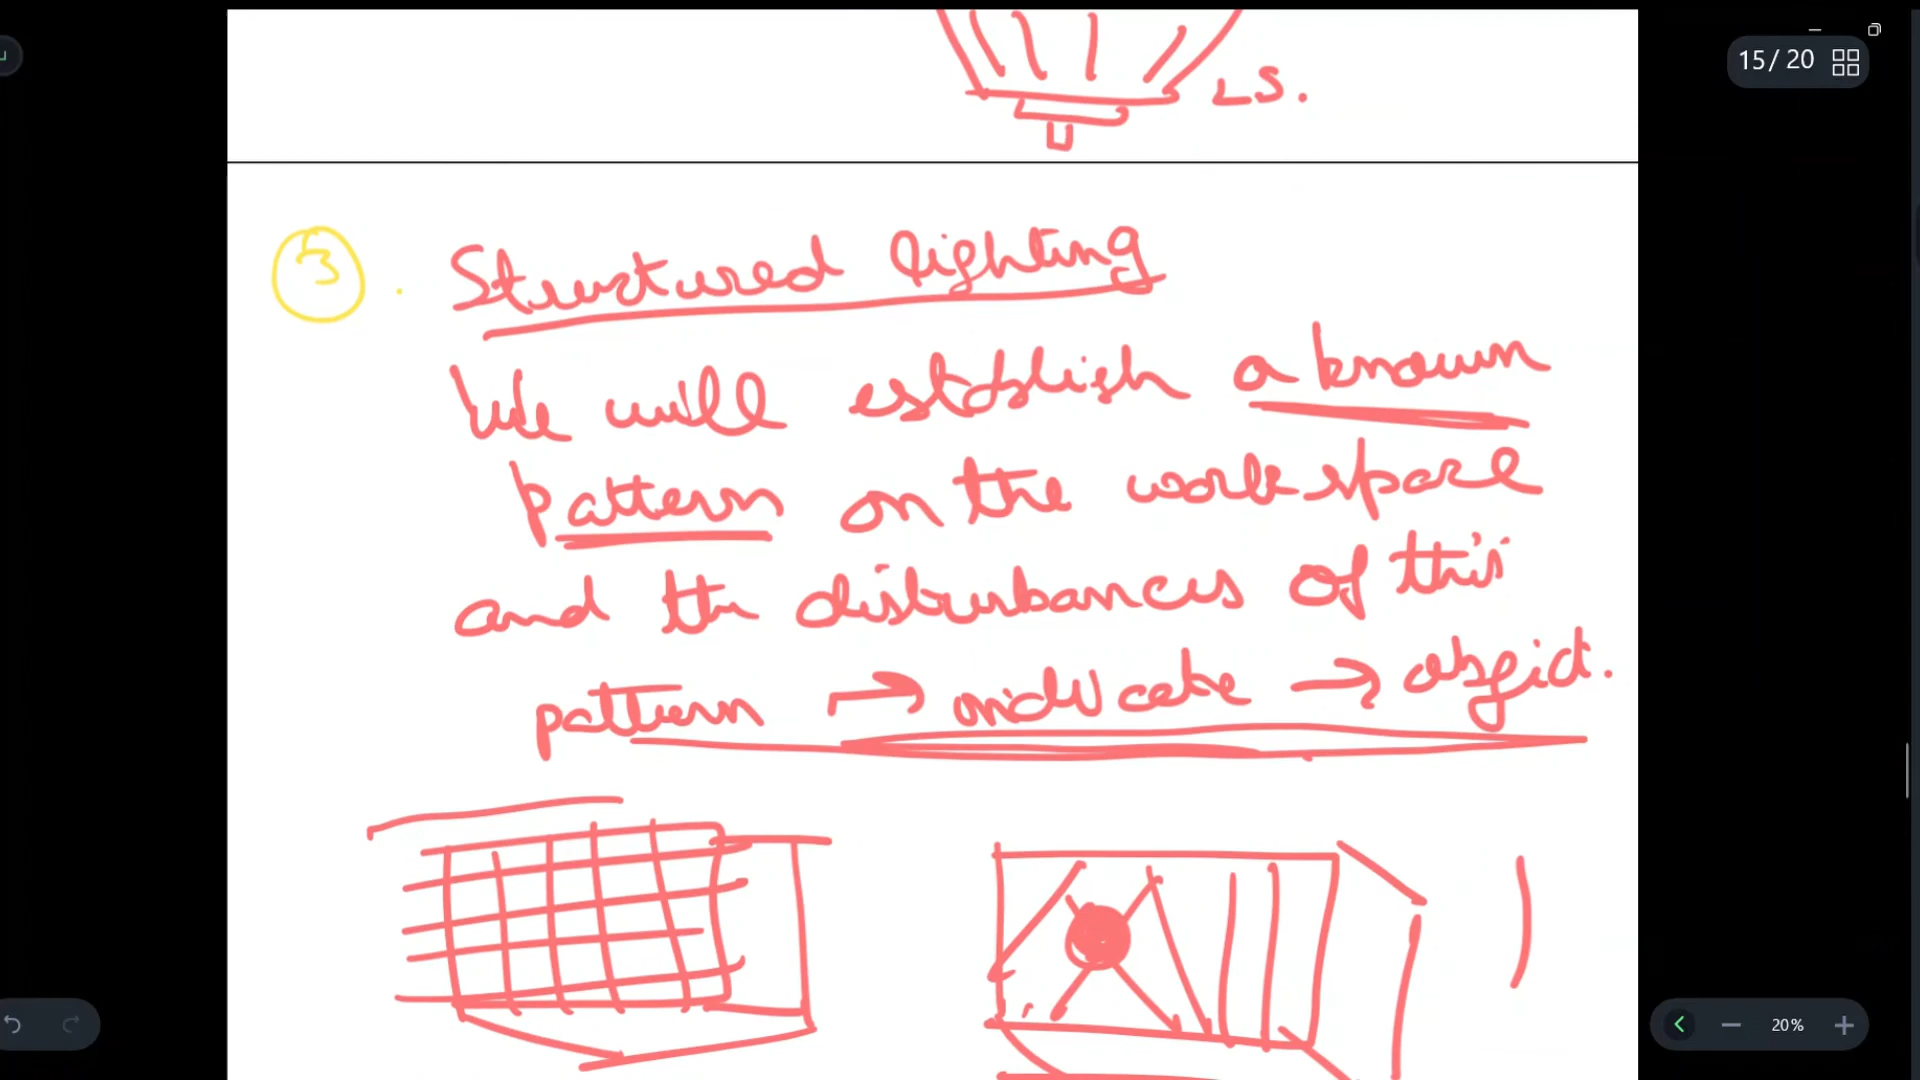 15/ 20
LS.
3. Structured lighting
We will establish a known
pattern on the workspace
and the disturbances of this
pattern → indicate → object.
20%